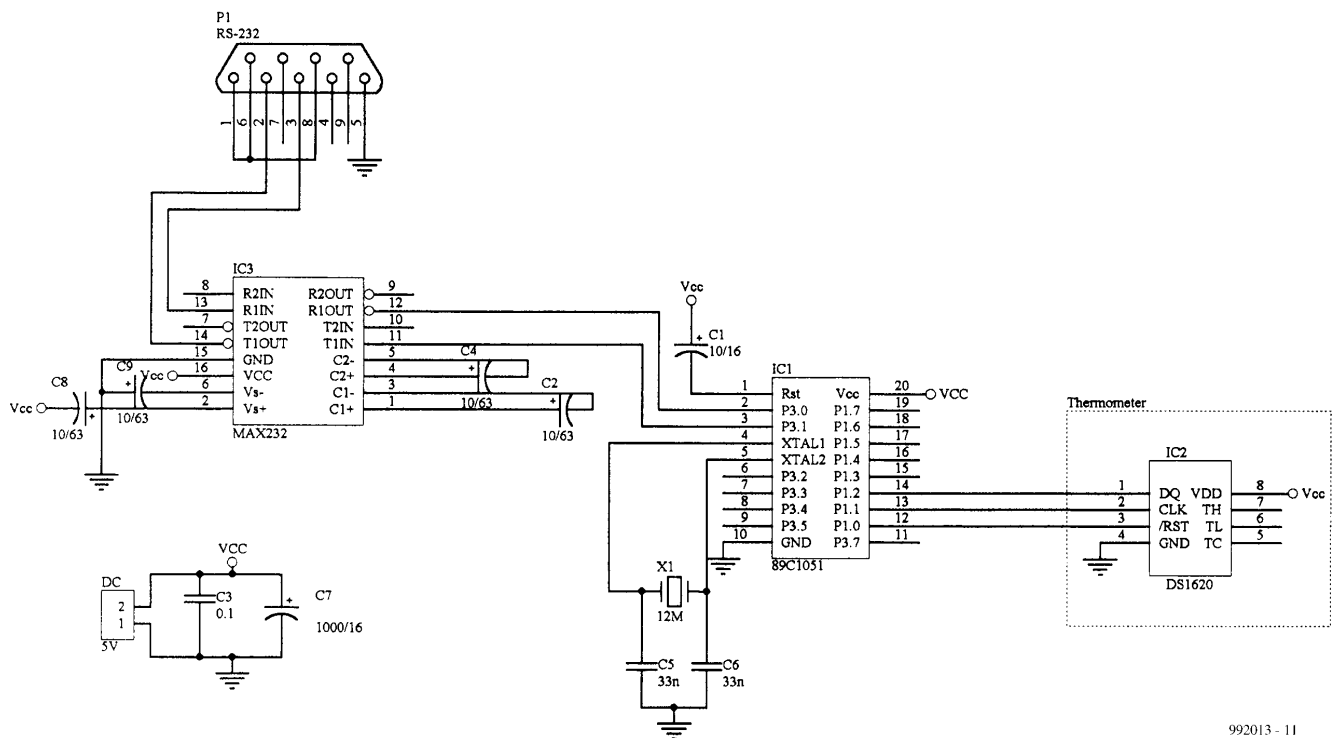 P1
RS-232
1
6
2
7
3
8
4
9
5
IC3
8 R2IN R2OUT 9
13 R1IN R1OUT 12
7 T2OUT T2IN 10
14 T1OUT T1IN 11
15 GND C2- 5
16 VCC C2+ 4
6 Vs- C1- 3
2 Vs+ C1+ 1
MAX232
Vcc
C8
10/63
+
Vcc
C9
+
10/63
C4
+
10/63
C2
+
10/63
Vcc
+
C1
10/16
IC1
1 Rst Vcc 20 VCC
2 P3.0 P1.7 19
3 P3.1 P1.6 18
4 XTAL1 P1.5 17
5 XTAL2 P1.4 16
6 P3.2 P1.3 15
7 P3.3 P1.2 14
8 P3.4 P1.1 13
9 P3.5 P1.0 12
10 GND P3.7 11
89C1051
Thermometer
IC2
1 DQ VDD 8 Vcc
2 CLK TH 7
3 /RST TL 6
4 GND TC 5
DS1620
VCC
DC
2
1
5V
C3
0.1
+
C7
1000/16
X1
12M
C5
33n
C6
33n
992013 - 11